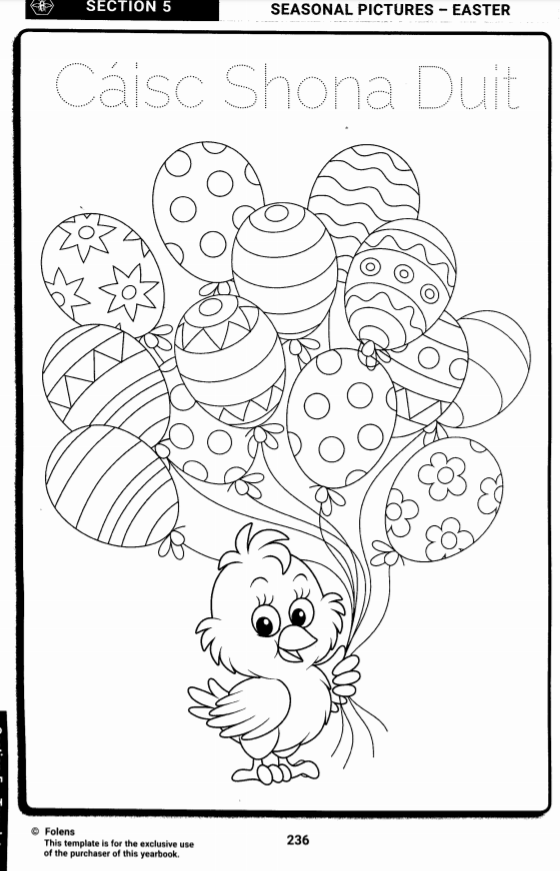 SECTION 5
SEASONAL PICTURES – EASTER
Cáisc Shona Duit
© Folens
This template is for the exclusive use
of the purchaser of this yearbook.
236